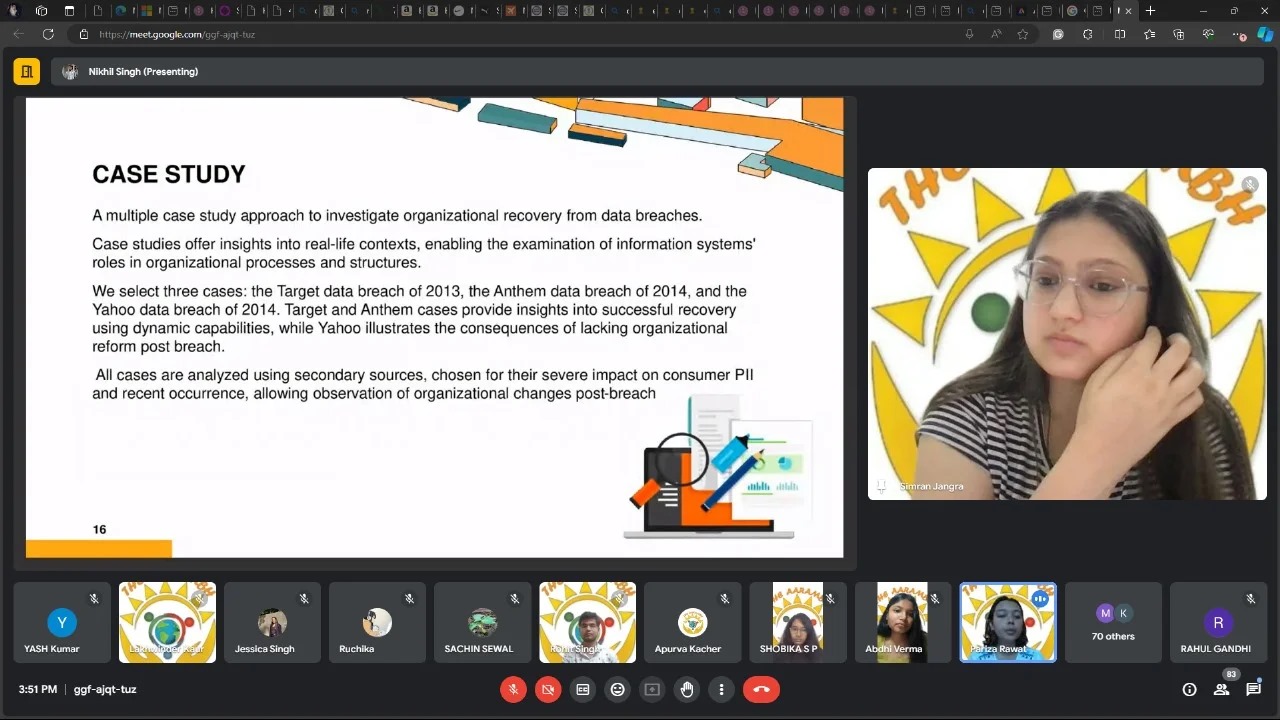 https://meet.google.com/ggf-ajqt-tuz
Nikhil Singh (Presenting)
CASE STUDY
A multiple case study approach to investigate organizational recovery from data breaches.
Case studies offer insights into real-life contexts, enabling the examination of information systems'
roles in organizational processes and structures.
We select three cases: the Target data breach of 2013, the Anthem data breach of 2014, and the
Yahoo data breach of 2014. Target and Anthem cases provide insights into successful recovery
using dynamic capabilities, while Yahoo illustrates the consequences of lacking organizational
reform post breach.
All cases are analyzed using secondary sources, chosen for their severe impact on consumer PII
and recent occurrence, allowing observation of organizational changes post-breach
16
Simran Jangra
Y
YASH Kumar
Lakhwinder Kaur
Jessica Singh
Ruchika
SACHIN SEWAL
Rohit Singh
Apurva Kacher
THE AARAMBH
SHOBIKA S P
Abdhi Verma
Pariza Rawat
M K
70 others
R
RAHUL GANDHI
3:51 PM | ggf-ajqt-tuz
83